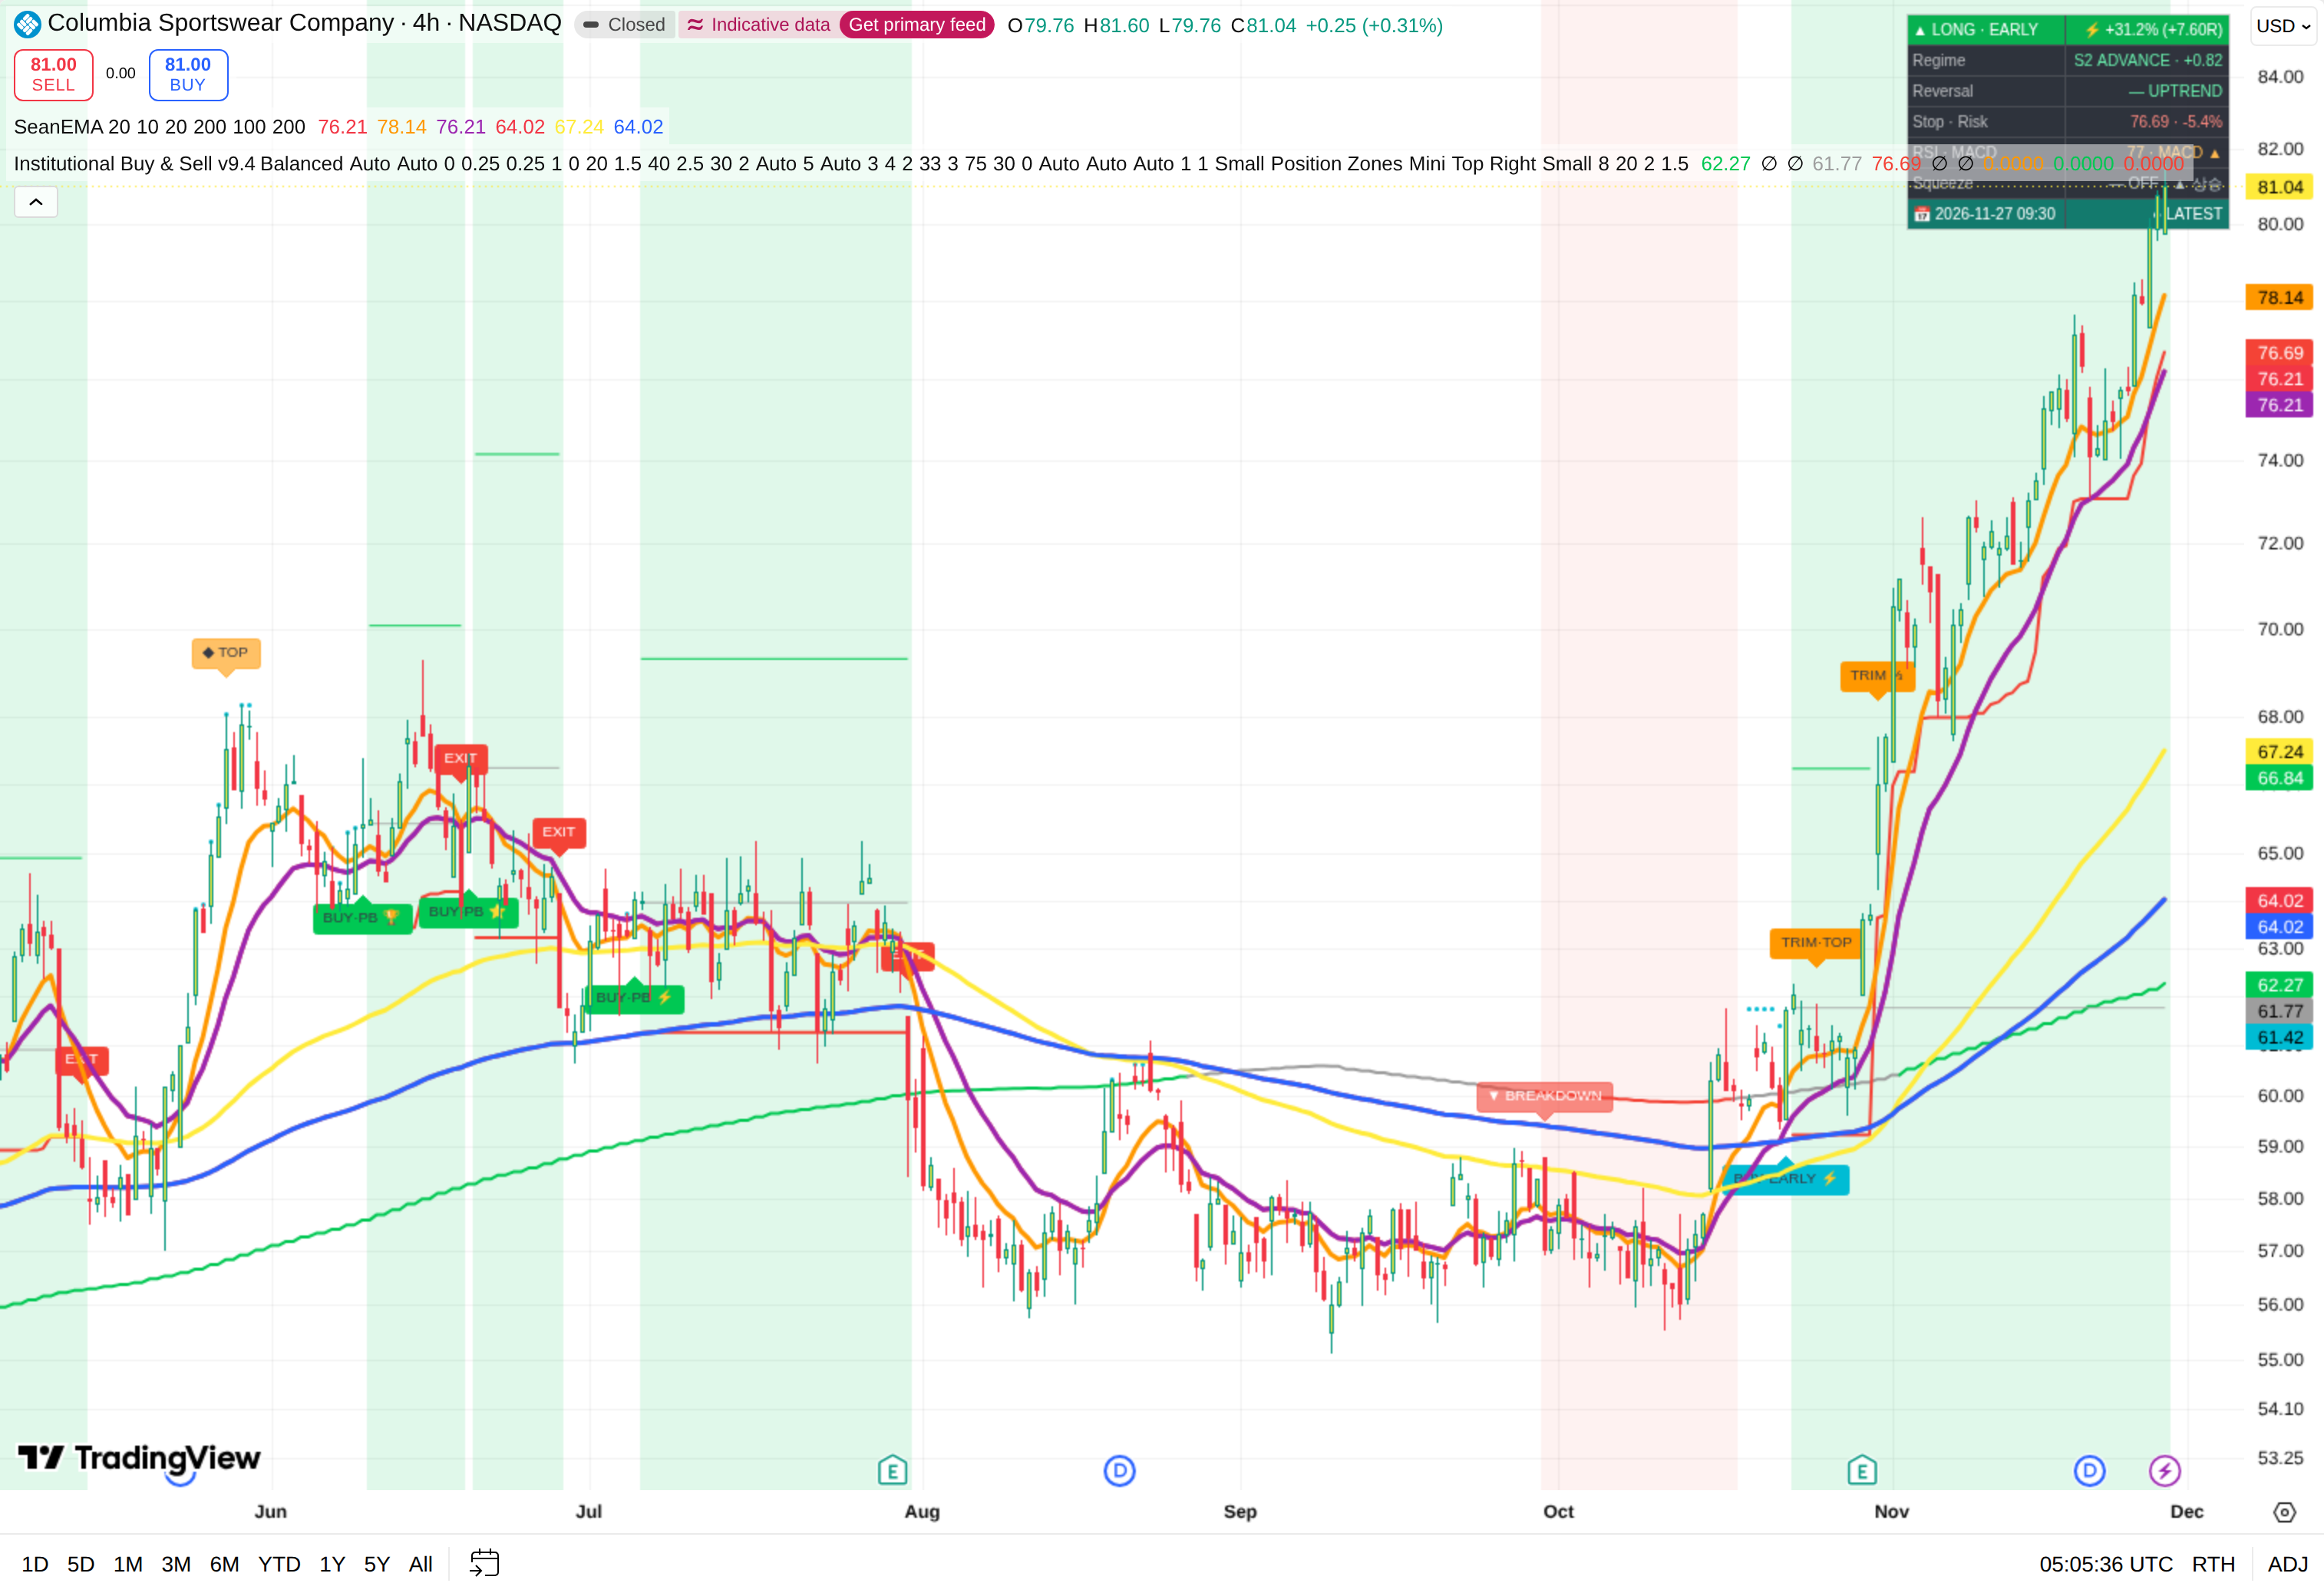 Columbia Sportswear Company · 4h · NASDAQ Closed Indicative data Get primary feed O79.76 H81.60 L79.76 C81.04 +0.25 (+0.31%)
81.00 SELL 0.00 81.00 BUY
SeanEMA 20 10 20 200 100 200 76.21 78.14 76.21 64.02 67.24 64.02
Institutional Buy & Sell v9.4 Balanced Auto Auto 0 0.25 0.25 1 0 20 1.5 40 2.5 30 2 Auto 5 Auto 3 4 2 33 3 75 30 0 Auto Auto Auto 1 1 Small Position Zones Mini Top Right Small 8 20 2 1.5 62.27 ∅ ∅ 61.77 76.69 ∅ ∅ 0.0000 0.0000 0.0000
▲ LONG · EARLY ⚡ +31.2% (+7.60R)
Regime S2 ADVANCE · +0.82
Reversal — UPTREND
Stop · Risk 76.69 · -5.4%
RSI · MACD 77 · MACD ▲
Squeeze — OFF · ▲ 상승
📅 2026-11-27 09:30 LATEST
USD
84.00
82.00
81.04
80.00
78.14
76.69
76.21
76.21
74.00
72.00
70.00
68.00
67.24
66.84
65.00
64.02
64.02
63.00
62.27
61.77
61.42
60.00
59.00
58.00
57.00
56.00
55.00
54.10
53.25
◆ TOP
EXIT
EXIT
EXIT
BUY-PB 🏆
BUY-PB ⭐
BUY-PB ⚡
TRIM
TRIM-TOP
▼ BREAKDOWN
EARLY ⚡
TradingView
E D E D
Jun Jul Aug Sep Oct Nov Dec
1D 5D 1M 3M 6M YTD 1Y 5Y All 05:05:36 UTC RTH ADJ